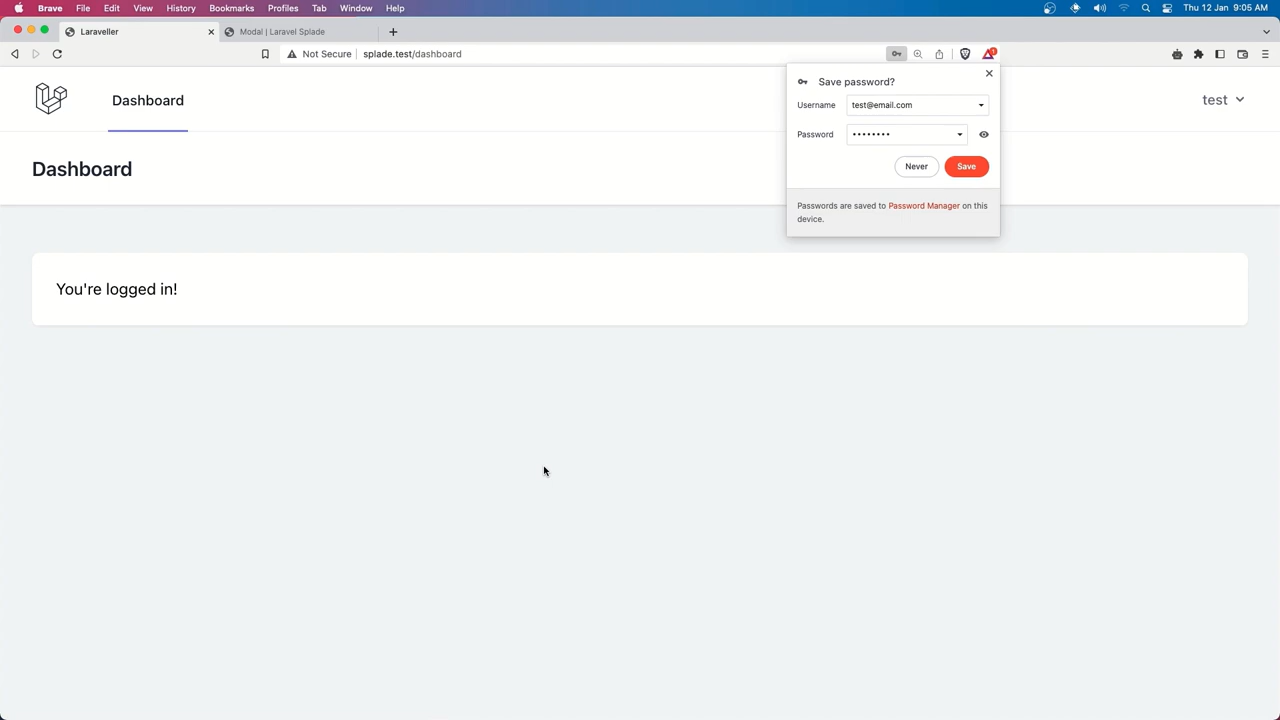 Brave File Edit View History Bookmarks Profiles Tab Window Help Thu 12 Jan 9:05 AM
Laraveller Modal | Laravel Splade
Not Secure splade.test/dashboard
Dashboard
test
Save password?
Username test@email.com
Password ••••••••
Never Save
Passwords are saved to Password Manager on this
device.
Dashboard
You're logged in!